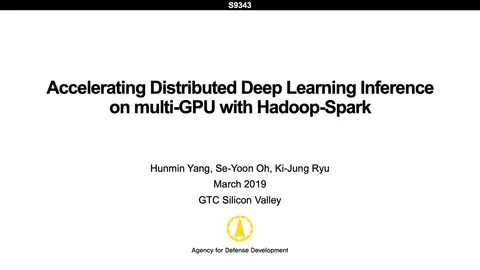 S9343
Accelerating Distributed Deep Learning Inference
on multi-GPU with Hadoop-Spark
Hunmin Yang, Se-Yoon Oh, Ki-Jung Ryu
March 2019
GTC Silicon Valley
Agency for Defense Development